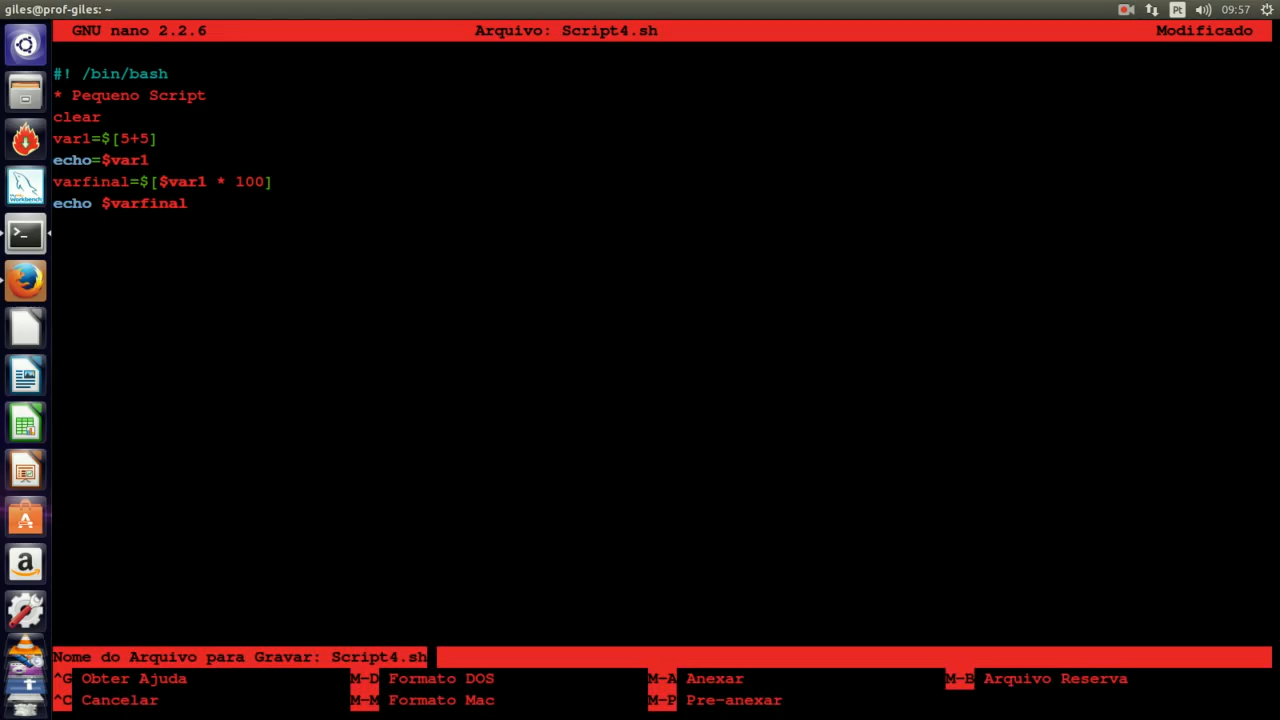 giles@prof-giles: ~
Pt
09:57
GNU nano 2.2.6 Arquivo: Script4.sh Modificado
#! /bin/bash
* Pequeno Script
clear
var1=$[5+5]
echo=$var1
varfinal=$[$var1 * 100]
echo $varfinal
Nome do Arquivo para Gravar: Script4.sh
^G Obter Ajuda M-D Formato DOS M-A Anexar M-B Arquivo Reserva
^C Cancelar M-M Formato Mac M-P Pre-anexar